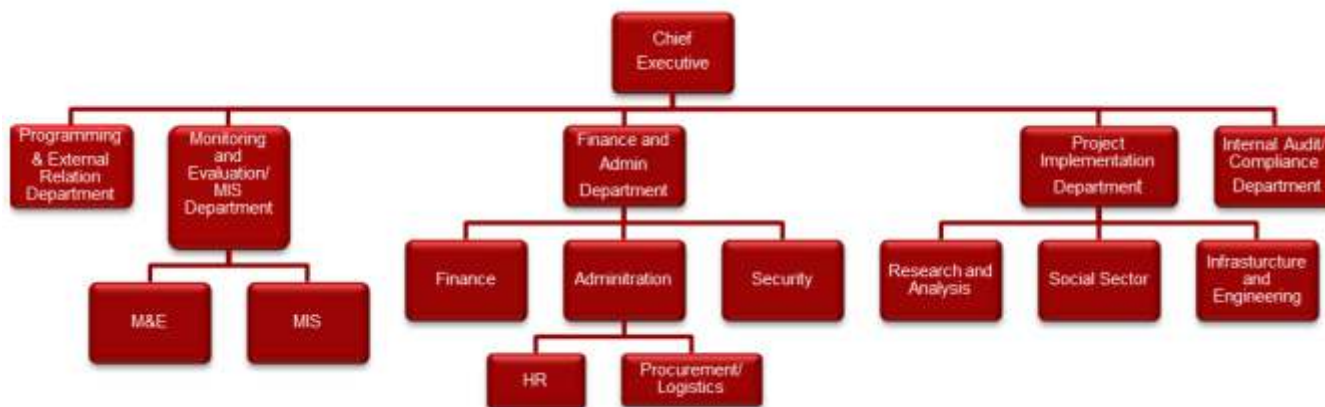 Chief
Executive
Programming
& External
Relation
Department
Monitoring
and
Evaluation/
MIS
Department
Finance and
Admin
Department
Project
Implementation
Department
Internal Audit/
Compliance
Department
M&E
MIS
Finance
Adminitration
Security
Research and
Analysis
Social Sector
Infrasturcture
and
Engineering
HR
Procurement/
Logistics